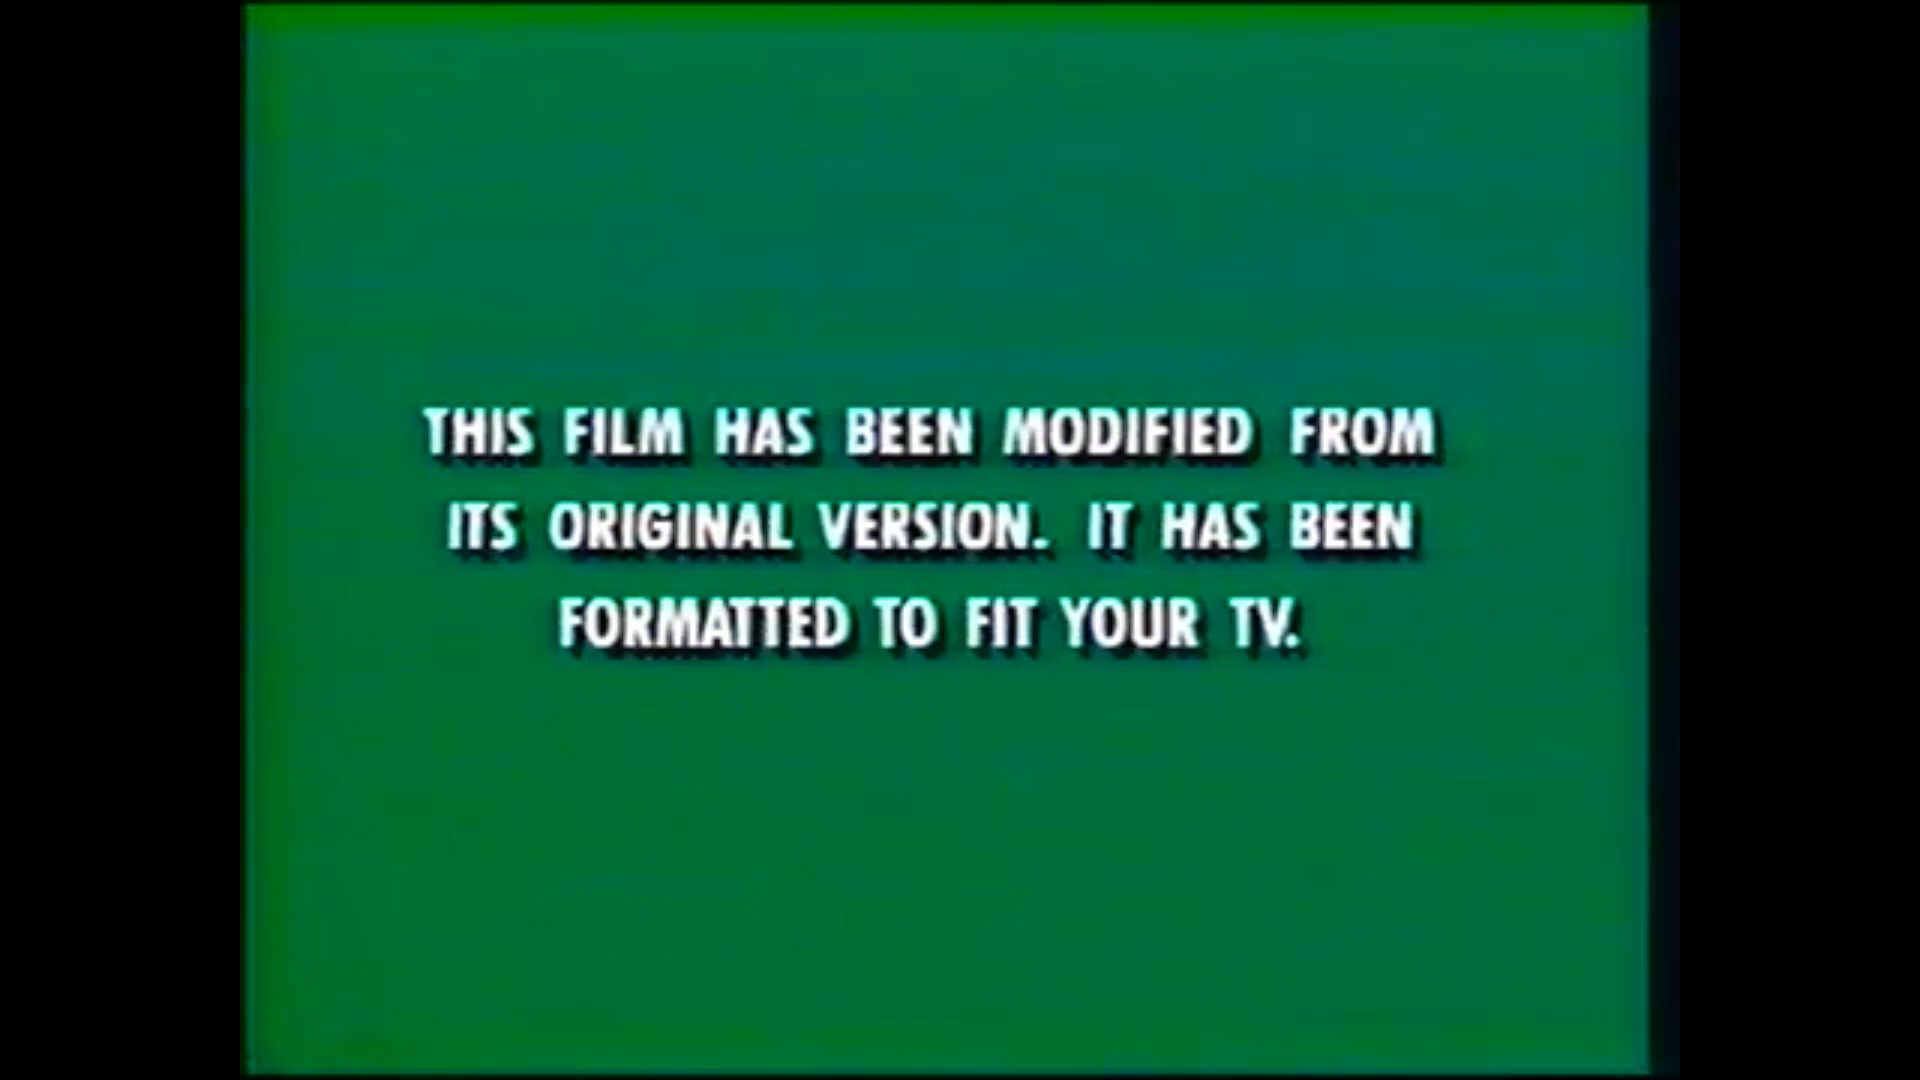 THIS FILM HAS BEEN MODIFIED FROM
ITS ORIGINAL VERSION. IT HAS BEEN
FORMATTED TO FIT YOUR TV.